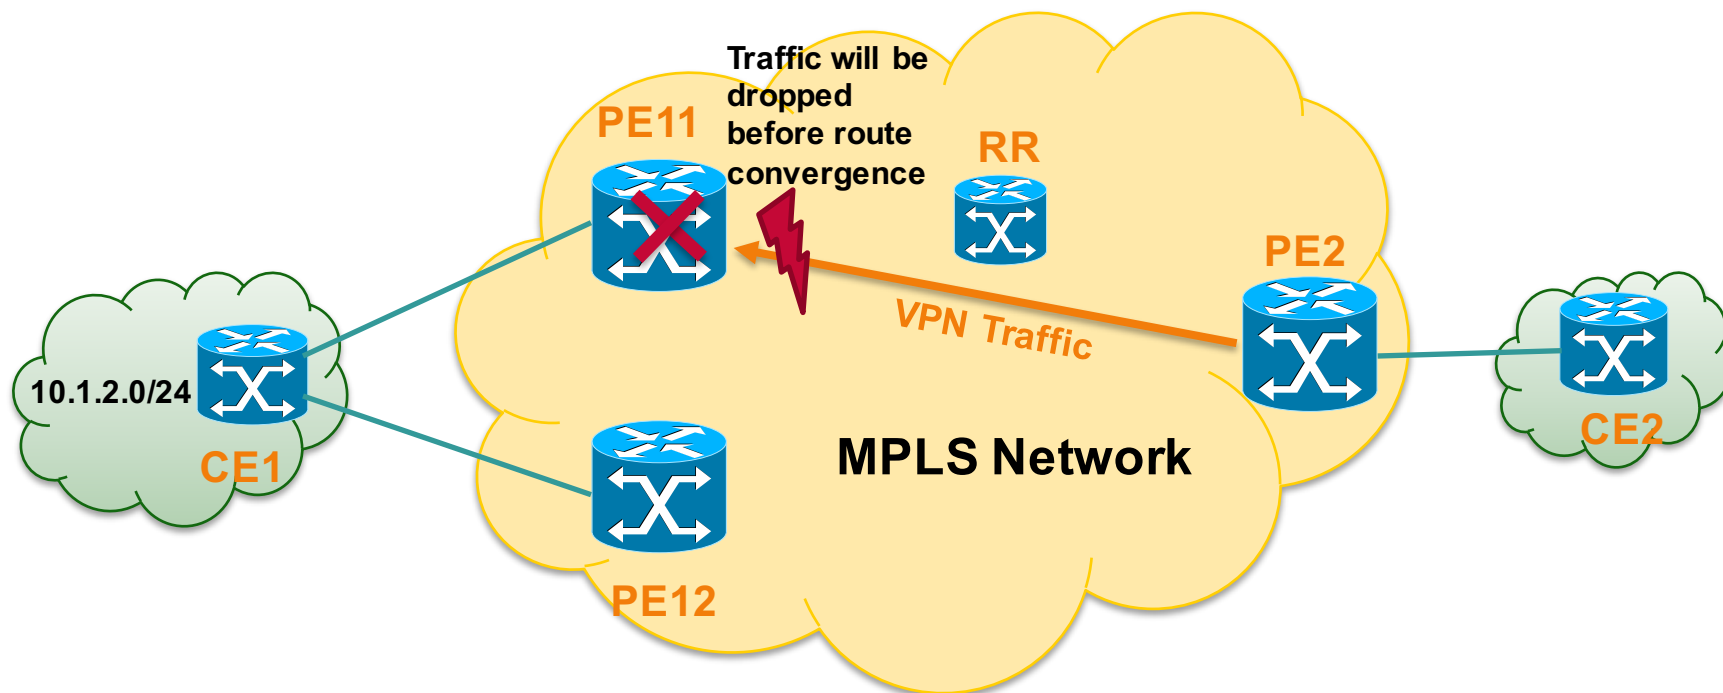 Traffic will be
dropped
before route
convergence
PE11
RR
PE2
VPN Traffic
10.1.2.0/24
CE1
CE2
MPLS Network
PE12